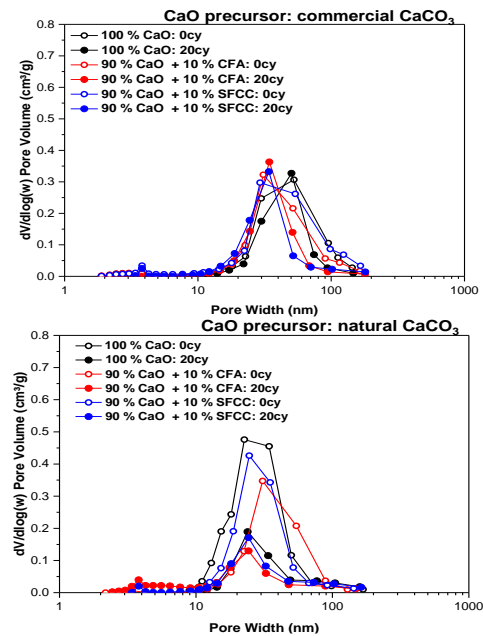 CaO precursor: commercial CaCO₃
0.8
0.7
0.6
0.5
0.4
0.3
0.2
0.1
0.0
dV/dlog(w) Pore Volume (cm³/g)
100 % CaO: 0cy
100 % CaO: 20cy
90 % CaO + 10 % CFA: 0cy
90 % CaO + 10 % CFA: 20cy
90 % CaO + 10 % SFCC: 0cy
90 % CaO + 10 % SFCC: 20cy
1 10 100 1000
Pore Width (nm)
CaO precursor: natural CaCO₃
0.8
0.7
0.6
0.5
0.4
0.3
0.2
0.1
0.0
dV/dlog(w) Pore Volume (cm³/g)
100 % CaO: 0cy
100 % CaO: 20cy
90 % CaO + 10 % CFA: 0cy
90 % CaO + 10 % CFA: 20cy
90 % CaO + 10 % SFCC: 0cy
90 % CaO + 10 % SFCC: 20cy
1 10 100 1000
Pore Width (nm)